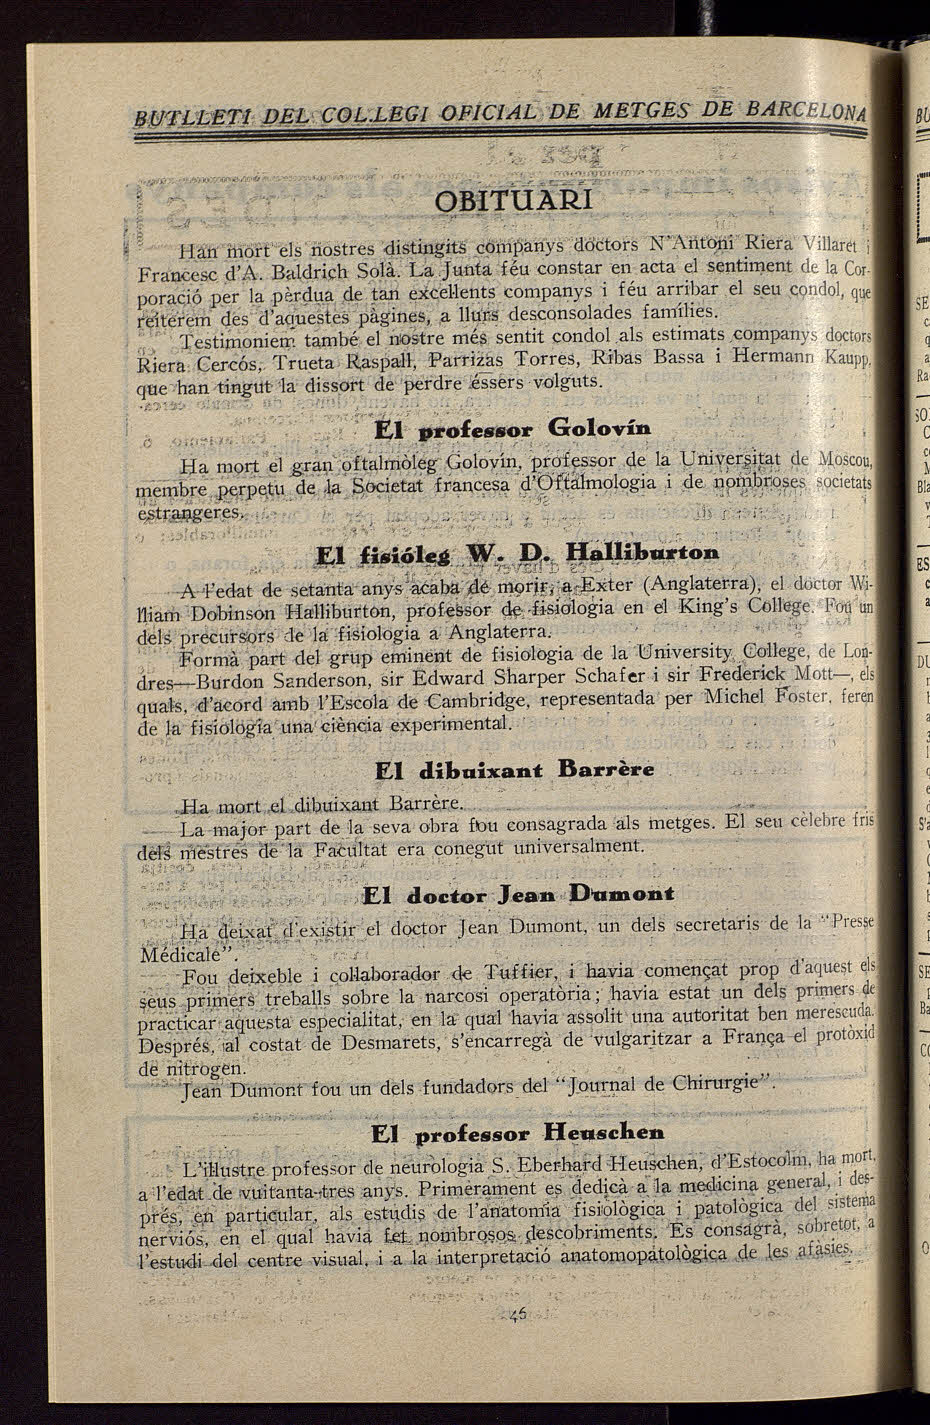 BUTLLETÍ DEL COL.LEGI OFICIAL DE METGES DE BARCELONA
OBITUARI
Han mort els nostres distingits companys doctors N'Antoni Riera Villaret i
Francesc d'A. Baldrich Solà. La Junta féu constar en acta el sentiment de la Cor-
poració per la pèrdua de tan excel·lents companys i féu arribar el seu condol, que
reiterem des d'aquestes pàgines, a llurs desconsolades famílies.
Testimoniem també el nostre més sentit condol als estimats companys doctors
Riera Cercós, Trueta Raspall, Parrizas Torres, Ribas Bassa i Hermann Kaupp,
que han tingut la dissort de perdre éssers volguts.
El professor Golovín
Ha mort el gran oftalmòleg Golovín, professor de la Universitat de Moscou,
membre perpetu de la Societat francesa d'Oftalmologia i de nombroses societats
estrangeres.
El fisióleg W. D. Halliburton
A l'edat de setanta anys acaba de morir, a Exter (Anglaterra), el doctor Wi-
lliam Dobinson Halliburton, professor de fisiologia en el King's College. Fou un
dels precursors de la fisiologia a Anglaterra.
Formà part del grup eminent de fisiologia de la University College, de Lon-
dres—Burdon Sanderson, sir Edward Sharper Schafer i sir Frederick Mott—, els
quals, d'acord amb l'Escola de Cambridge, representada per Michel Foster, feren
de la fisiologia una ciència experimental.
El dibuixant Barrère
Ha mort el dibuixant Barrère.
La major part de la seva obra fou consagrada als metges. El seu cèlebre fris
dels mestres de la Facultat era conegut universalment.
El doctor Jean Dumont
Ha deixat d'existir el doctor Jean Dumont, un dels secretaris de la "Presse
Médicale".
Fou deixeble i col·laborador de Tuffier, i havia començat prop d'aquest els
seus primers treballs sobre la narcosi operatòria; havia estat un dels primers de
practicar aquesta especialitat, en la qual havia assolit una autoritat ben merescuda.
Després, al costat de Desmarets, s'encarregà de vulgaritzar a França el protòxid
de nitrogen.
Jean Dumont fou un dels fundadors del "Journal de Chirurgie".
El professor Heuschen
L'il·lustre professor de neurologia S. Eberhard Heuschen, d'Estocolm, ha mort,
a l'edat de vuitanta-tres anys. Primerament es dedicà a la medicina general, i des-
prés, en particular, als estudis de l'anatomia fisiològica i patològica del sistema
nerviós, en el qual havia fet nombrosos descobriments. Es consagrà, sobretot, a
l'estudi del centre visual, i a la interpretació anatomopatològica de les afàsies.
46